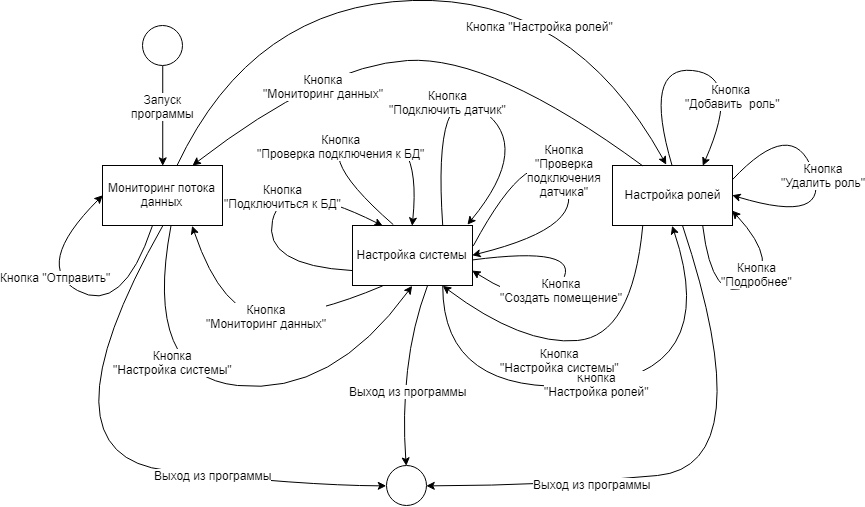 Кнопка "Настройка ролей"
Кнопка
"Мониторинг данных"
Кнопка
"Добавить  роль"
Запуск
программы
Кнопка
"Подключить датчик"
Кнопка
"Проверка подключения к БД"
Кнопка
"Проверка
подключения
датчика"
Кнопка
"Удалить роль"
Мониторинг потока
данных
Кнопка
"Подключиться к БД"
Настройка ролей
Настройка системы
Кнопка "Отправить"
Кнопка
"Создать помещение"
Кнопка
"Подробнее"
Кнопка
"Мониторинг данных"
Кнопка
"Настройка системы"
Кнопка
"Настройка системы"
Кнопка
"Настройка ролей"
Выход из программы
Выход из программы
Выход из программы